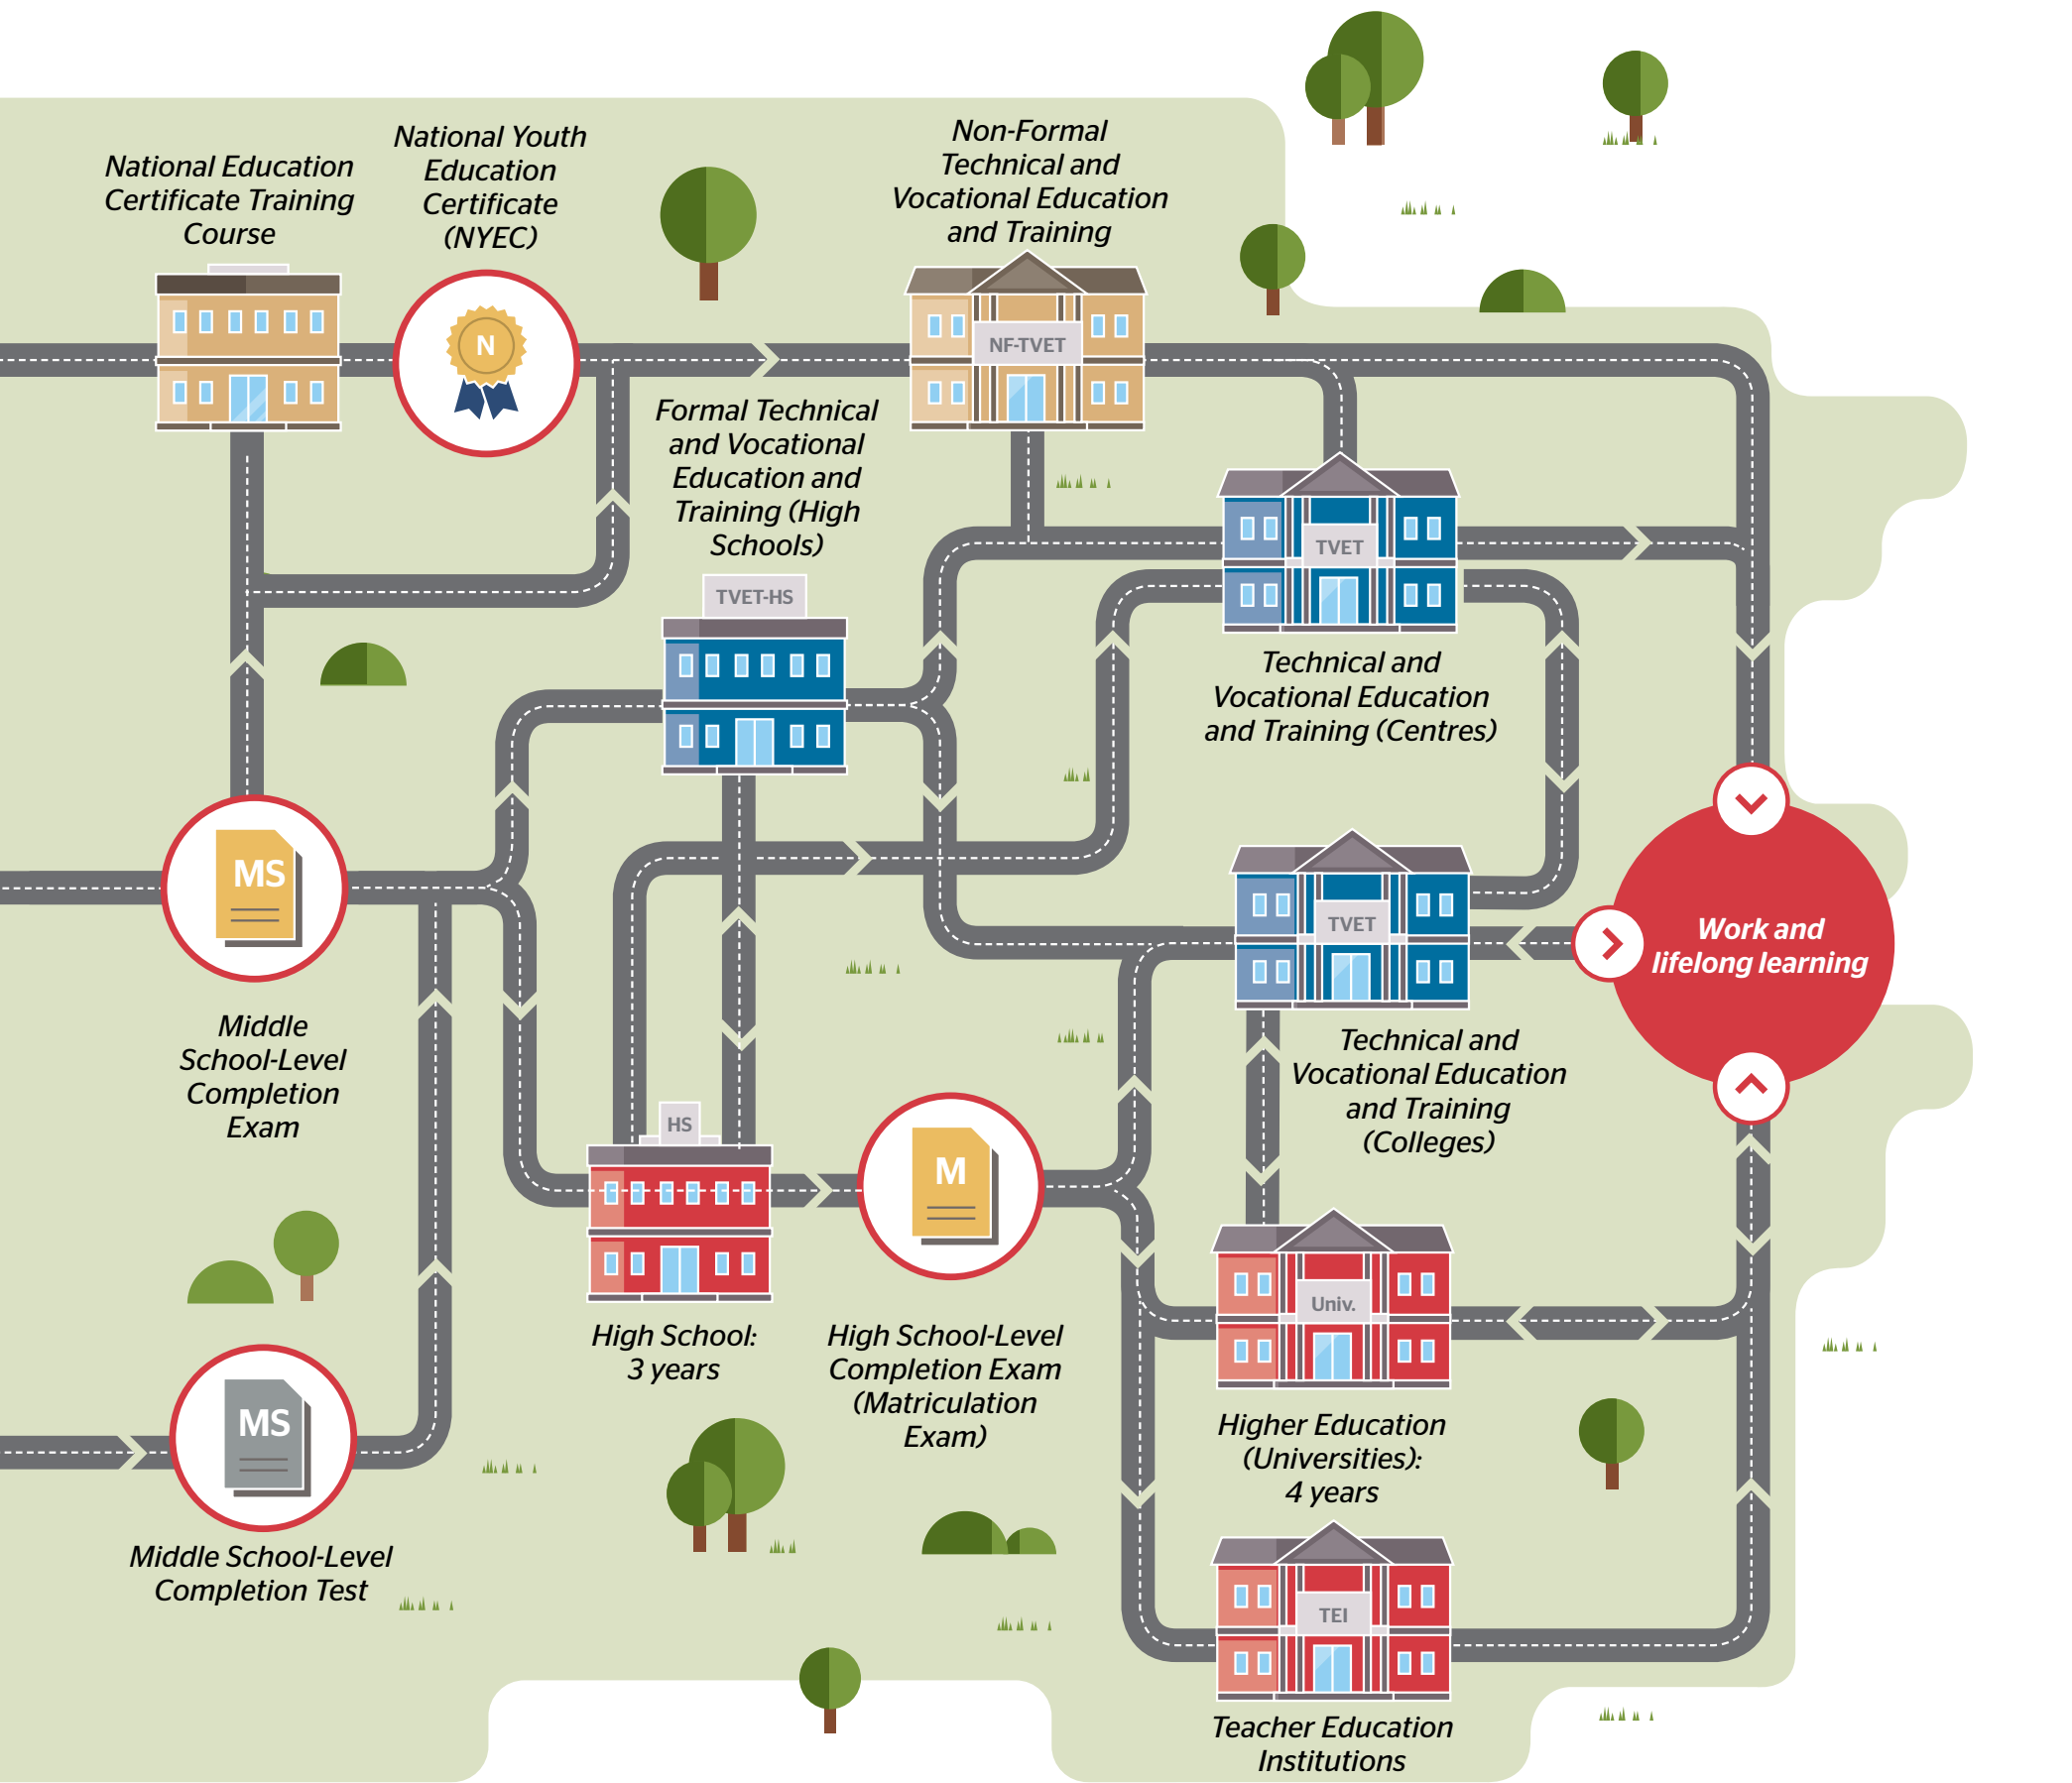 National Education
Certificate Training
Course
National Youth
Education
Certificate
(NYEC)
N
Non-Formal
Technical and
Vocational Education
and Training
NF-TVET
Formal Technical
and Vocational
Education and
Training (High
Schools)
TVET-HS
TVET
Technical and
Vocational Education
and Training (Centres)
MS
Middle
School-Level
Completion
Exam
TVET
Technical and
Vocational Education
and Training
(Colleges)
Work and
lifelong learning
HS
High School:
3 years
M
High School-Level
Completion Exam
(Matriculation
Exam)
Univ.
Higher Education
(Universities):
4 years
MS
Middle School-Level
Completion Test
TEI
Teacher Education
Institutions